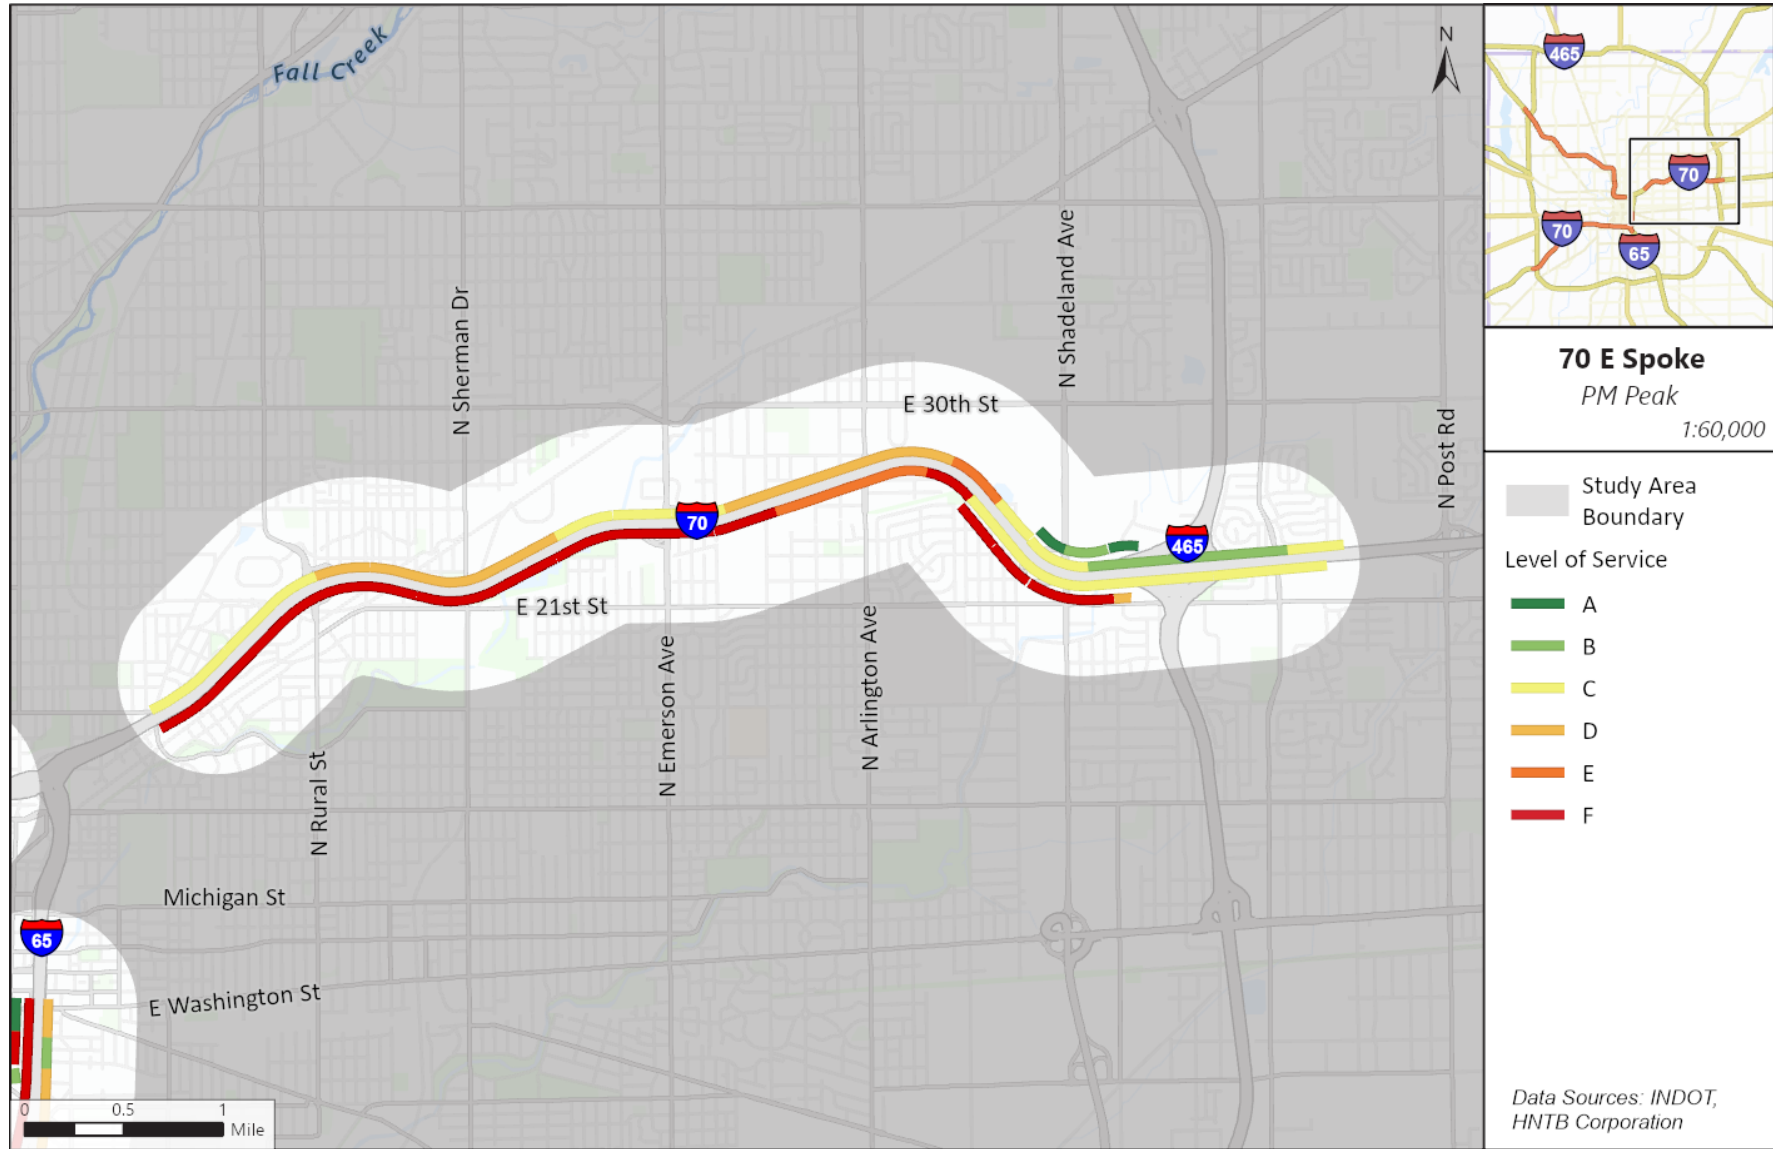 Fall Creek
N
N Sherman Dr
N Shadeland Ave
E 30th St
N Post Rd
70
465
E 21st St
N Emerson Ave
N Arlington Ave
N Rural St
Michigan St
65
E Washington St
0 0.5 1
Mile
465
70
70
65
70 E Spoke
PM Peak
1:60,000
Study Area
Boundary
Level of Service
A
B
C
D
E
F
Data Sources: INDOT,
HNTB Corporation